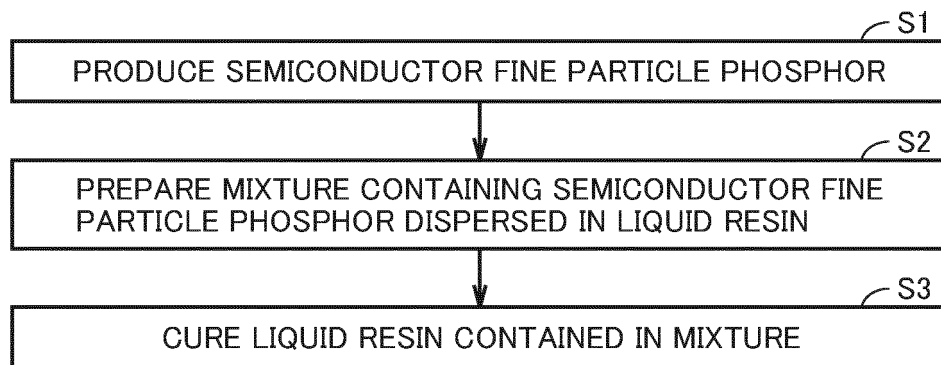 S1
PRODUCE SEMICONDUCTOR FINE PARTICLE PHOSPHOR
S2
PREPARE MIXTURE CONTAINING SEMICONDUCTOR FINE
PARTICLE PHOSPHOR DISPERSED IN LIQUID RESIN
S3
CURE LIQUID RESIN CONTAINED IN MIXTURE